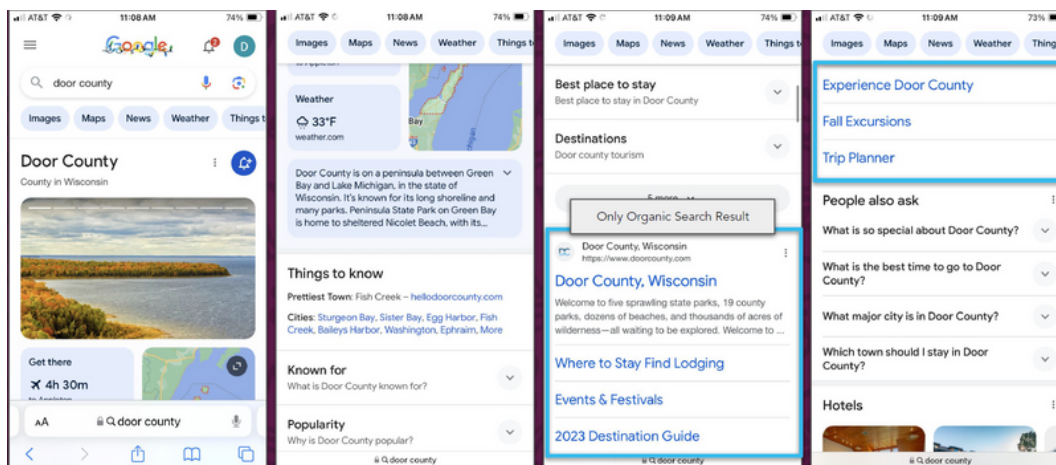 AT&T 11:08 AM 74%
Google
2
D
door county
Images Maps News Weather Things t
Door County
County in Wisconsin
Get there
4h 30m
to Appleton
AA door county
AT&T 11:08 AM 74%
Images Maps News Weather Things t
to Appleton
Weather
33°F
weather.com
Bay
Door County is on a peninsula between Green
Bay and Lake Michigan, in the state of
Wisconsin. It's known for its long shoreline and
many parks. Peninsula State Park on Green Bay
is home to sheltered Nicolet Beach, with its...
Things to know
Prettiest Town: Fish Creek – hellodoorcounty.com
Cities: Sturgeon Bay, Sister Bay, Egg Harbor, Fish
Creek, Baileys Harbor, Washington, Ephraim, More
Known for
What is Door County known for?
Popularity
Why is Door County popular?
door county
AT&T 11:09 AM 74%
Images Maps News Weather Things t
Best place to stay
Best place to stay in Door County
Destinations
Door county tourism
5 more
Only Organic Search Result
Door County, Wisconsin
https://www.doorcounty.com
Door County, Wisconsin
Welcome to five sprawling state parks, 19 county
parks, dozens of beaches, and thousands of acres of
wilderness—all waiting to be explored. Welcome to ...
Where to Stay Find Lodging
Events & Festivals
2023 Destination Guide
door county
AT&T 11:09 AM 73%
Images Maps News Weather Thing
Experience Door County
Fall Excursions
Trip Planner
People also ask
What is so special about Door County?
What is the best time to go to Door
County?
What major city is in Door County?
Which town should I stay in Door
County?
Hotels
door county